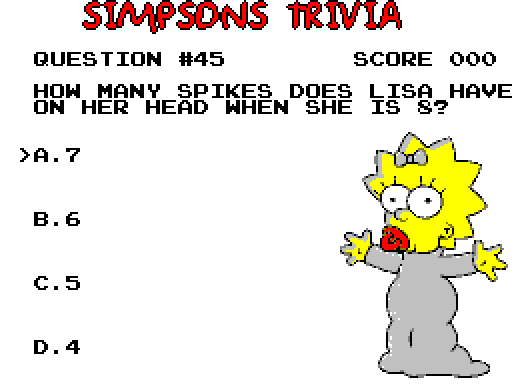 SIMPSONS TRIVIA
QUESTION #45 SCORE 000
HOW MANY SPIKES DOES LISA HAVE
ON HER HEAD WHEN SHE IS 8?
>A.7
B.6
C.5
D.4